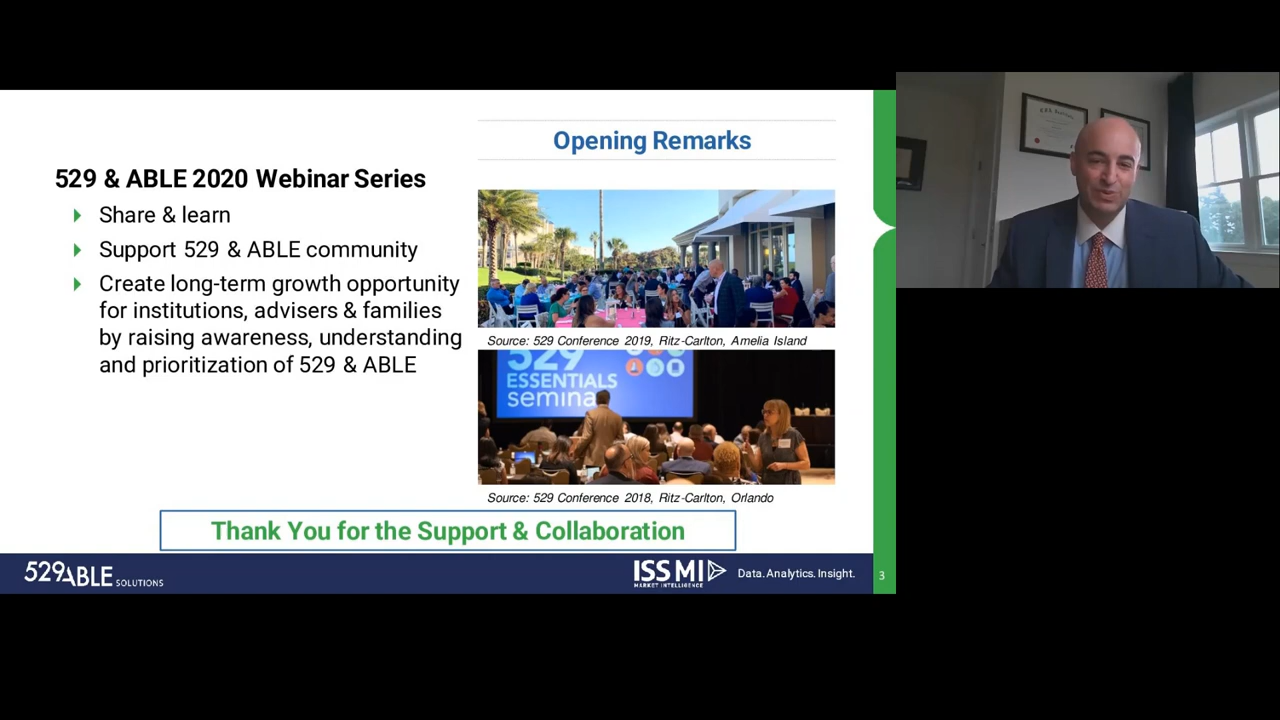 Opening Remarks
529 & ABLE 2020 Webinar Series
Share & learn
Support 529 & ABLE community
Create long-term growth opportunity
for institutions, advisers & families
by raising awareness, understanding
and prioritization of 529 & ABLE
Source: 529 Conference 2019, Ritz-Carlton, Amelia Island
529
ESSENTIALS
seminar
Source: 529 Conference 2018, Ritz-Carlton, Orlando
Thank You for the Support & Collaboration
529ABLE SOLUTIONS
ISS MI
MARKET INTELLIGENCE
Data. Analytics. Insight.
3